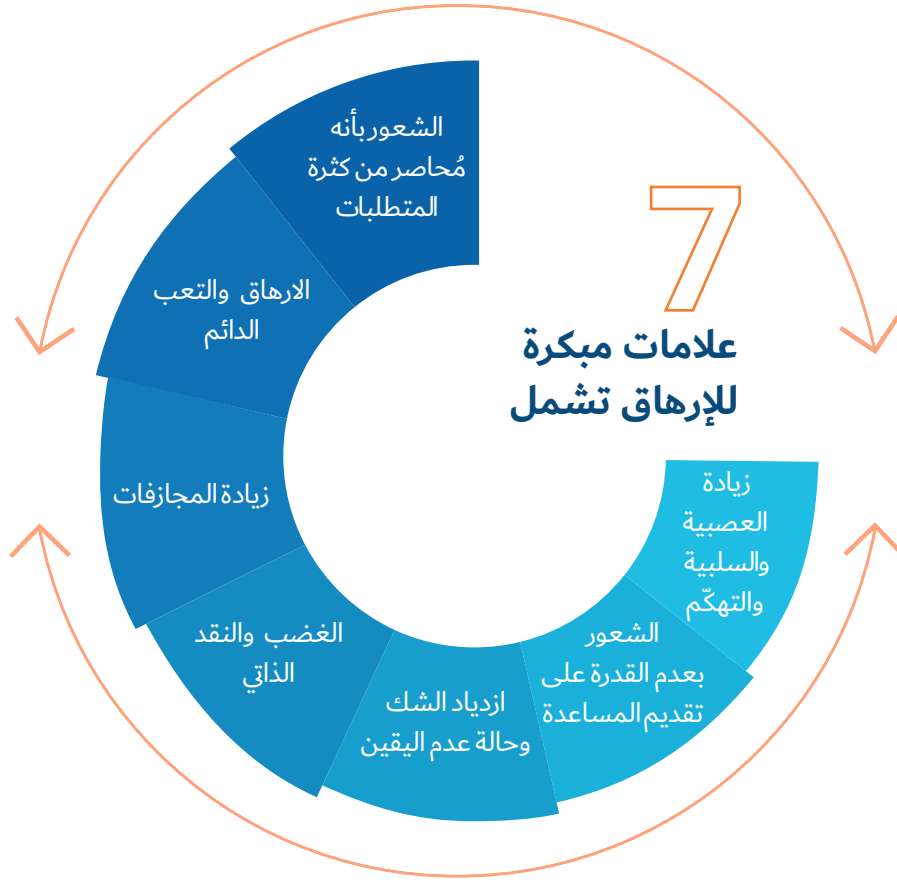 7
علامات مبكرة
للإرهاق تشمل
الشعور بأنه
مُحاصر من كثرة
المتطلبات
الارهاق والتعب
الدائم
زيادة المجازفات
الغضب والنقد
الذاتي
ازدياد الشك
وحالة عدم اليقين
الشعور
بعدم القدرة على
تقديم المساعدة
زيادة
العصبية
والسلبية
والتهكّم